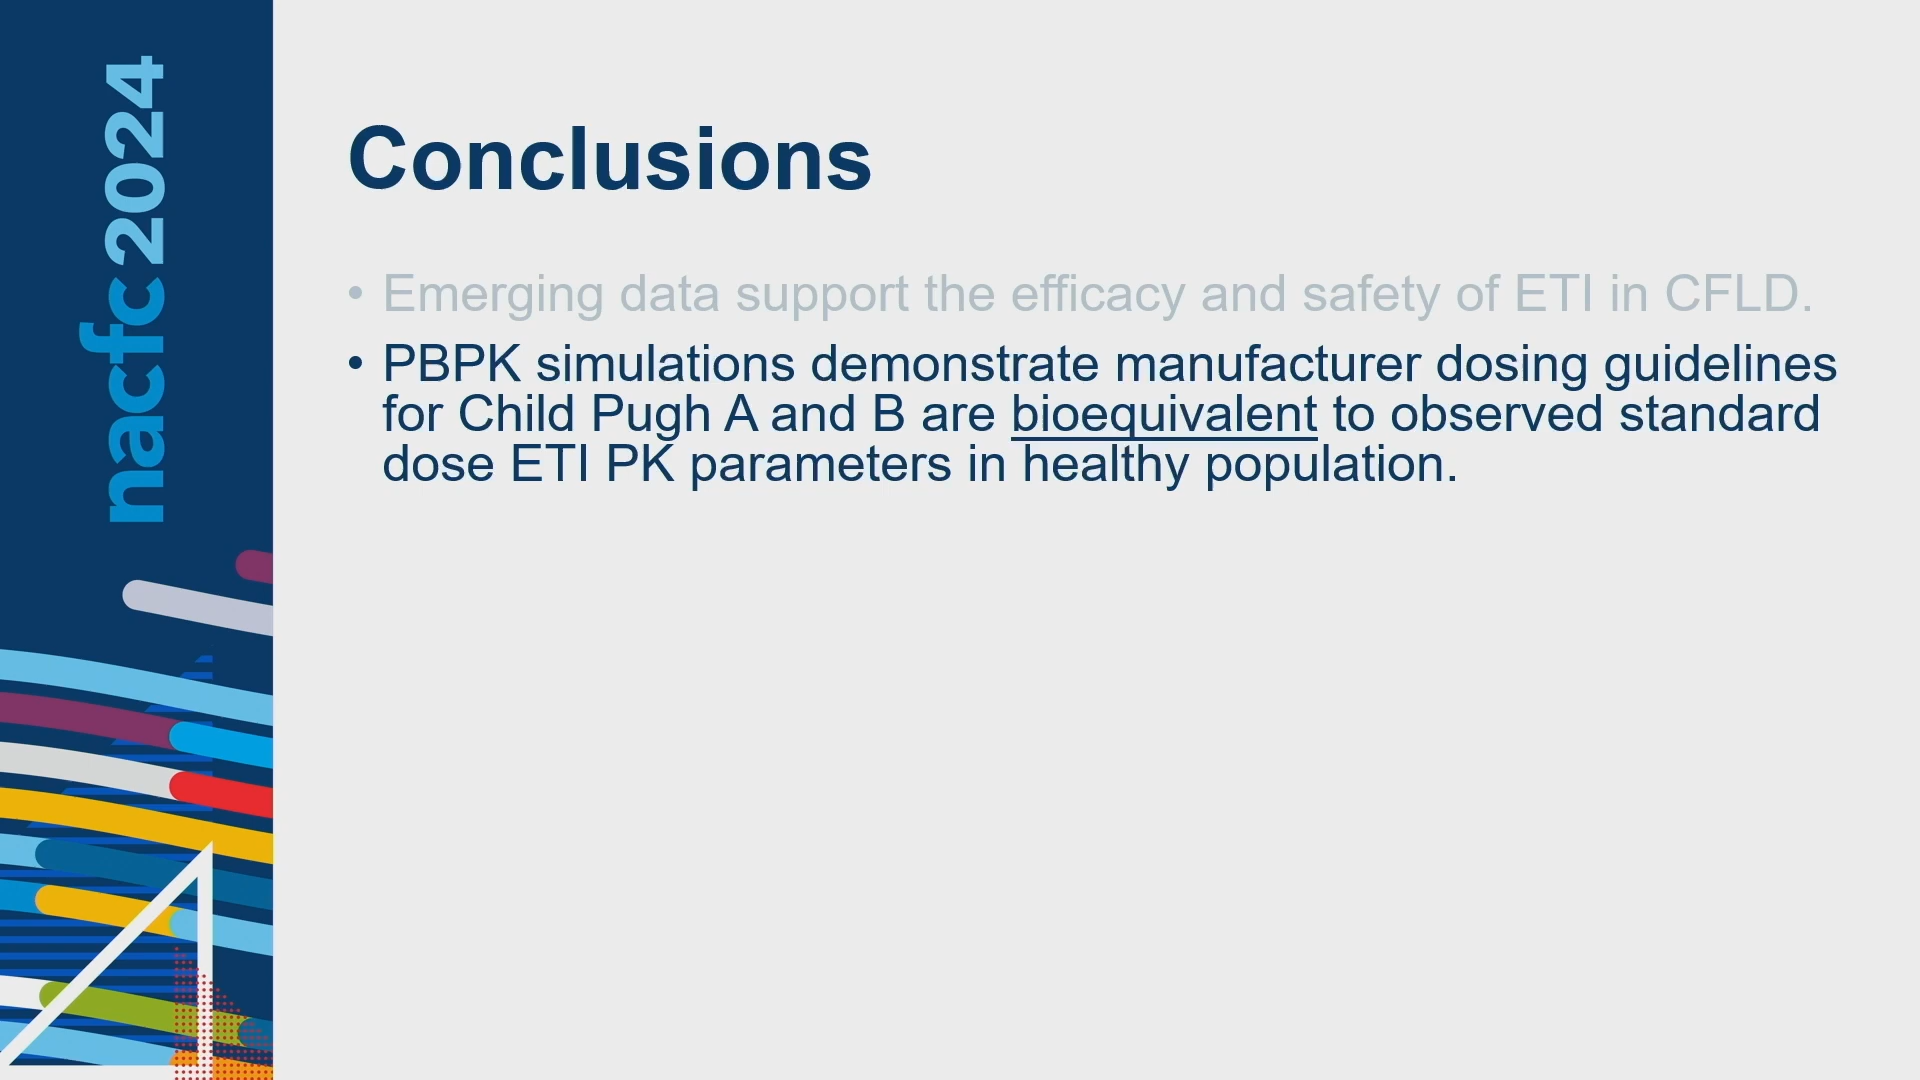 nacfc2024
Conclusions
• Emerging data support the efficacy and safety of ETI in CFLD.
• PBPK simulations demonstrate manufacturer dosing guidelines
for Child Pugh A and B are bioequivalent to observed standard
dose ETI PK parameters in healthy population.